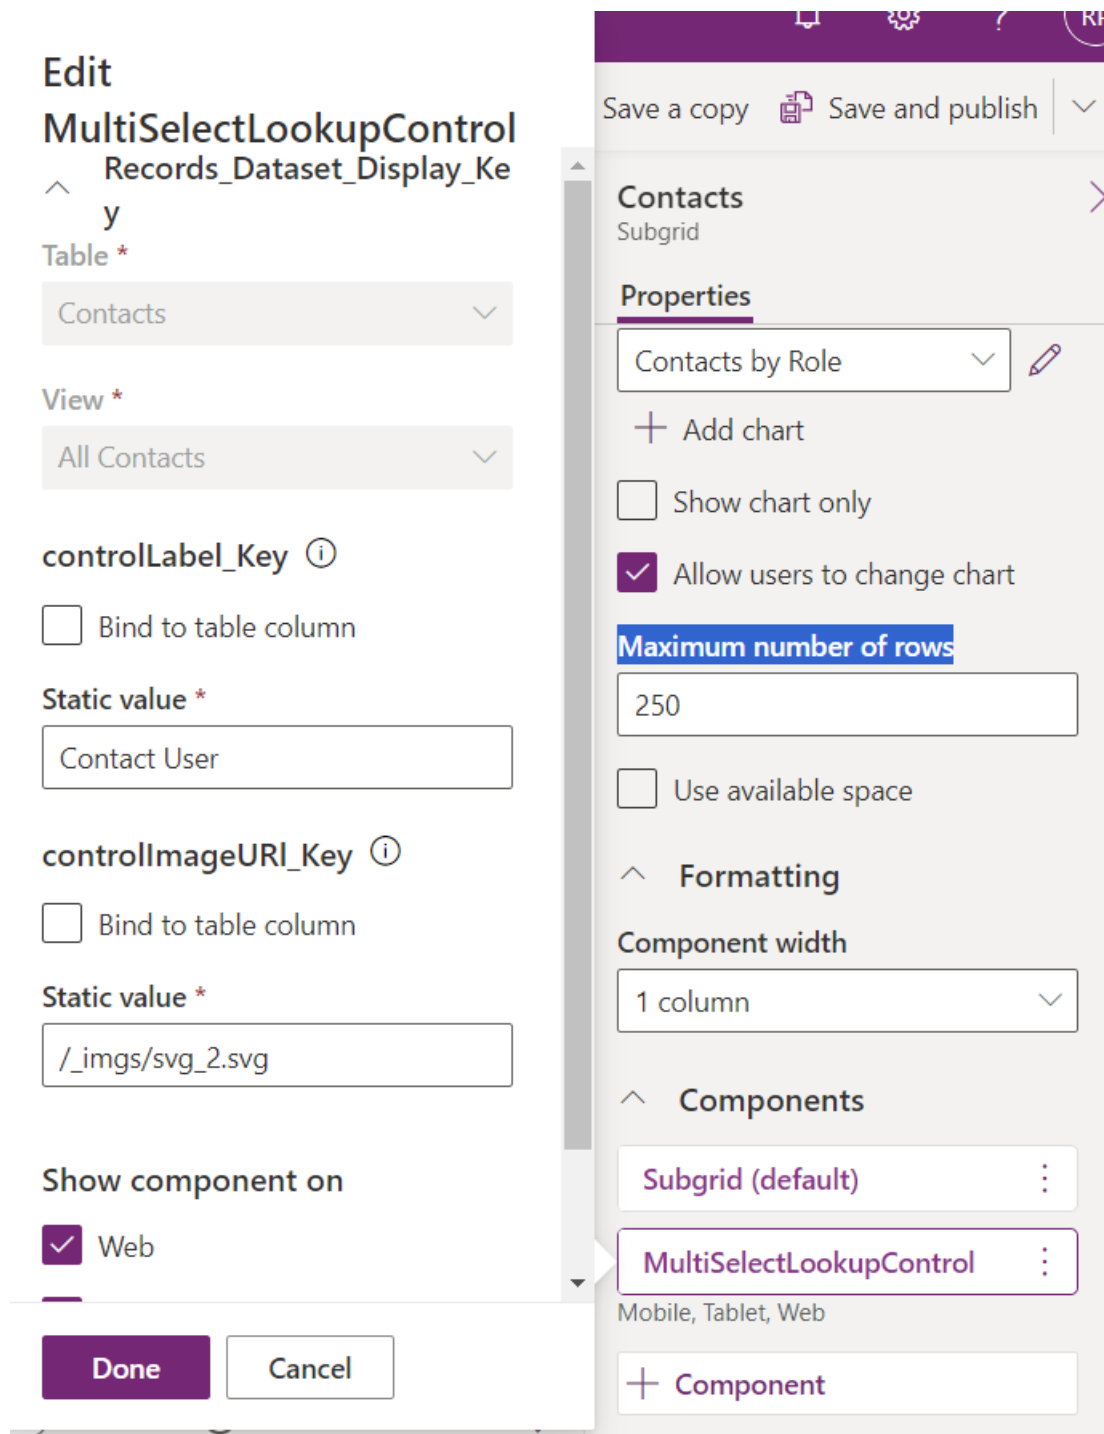 Edit
MultiSelectLookupControl
Records_Dataset_Display_Ke
y
Table *
Contacts
View *
All Contacts
controlLabel_Key
Bind to table column
Static value *
Contact User
controlImageURl_Key
Bind to table column
Static value *
/_imgs/svg_2.svg
Show component on
Web
Done
Cancel
?
Save a copy
Save and publish
Contacts
Subgrid
Properties
Contacts by Role
Add chart
Show chart only
Allow users to change chart
Maximum number of rows
250
Use available space
Formatting
Component width
1 column
Components
Subgrid (default)
MultiSelectLookupControl
Mobile, Tablet, Web
Component